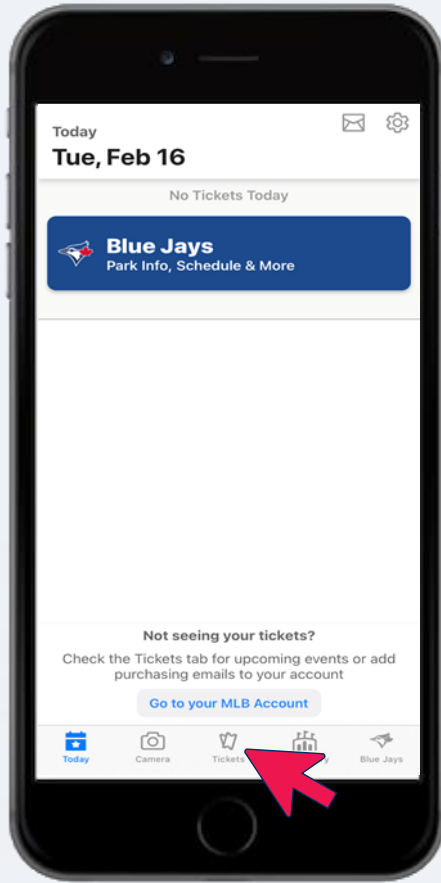 Today
Tue, Feb 16
No Tickets Today
Blue Jays
Park Info, Schedule & More
Not seeing your tickets?
Check the Tickets tab for upcoming events or add
purchasing emails to your account
Go to your MLB Account
Today
Camera
Tickets
Blue Jays